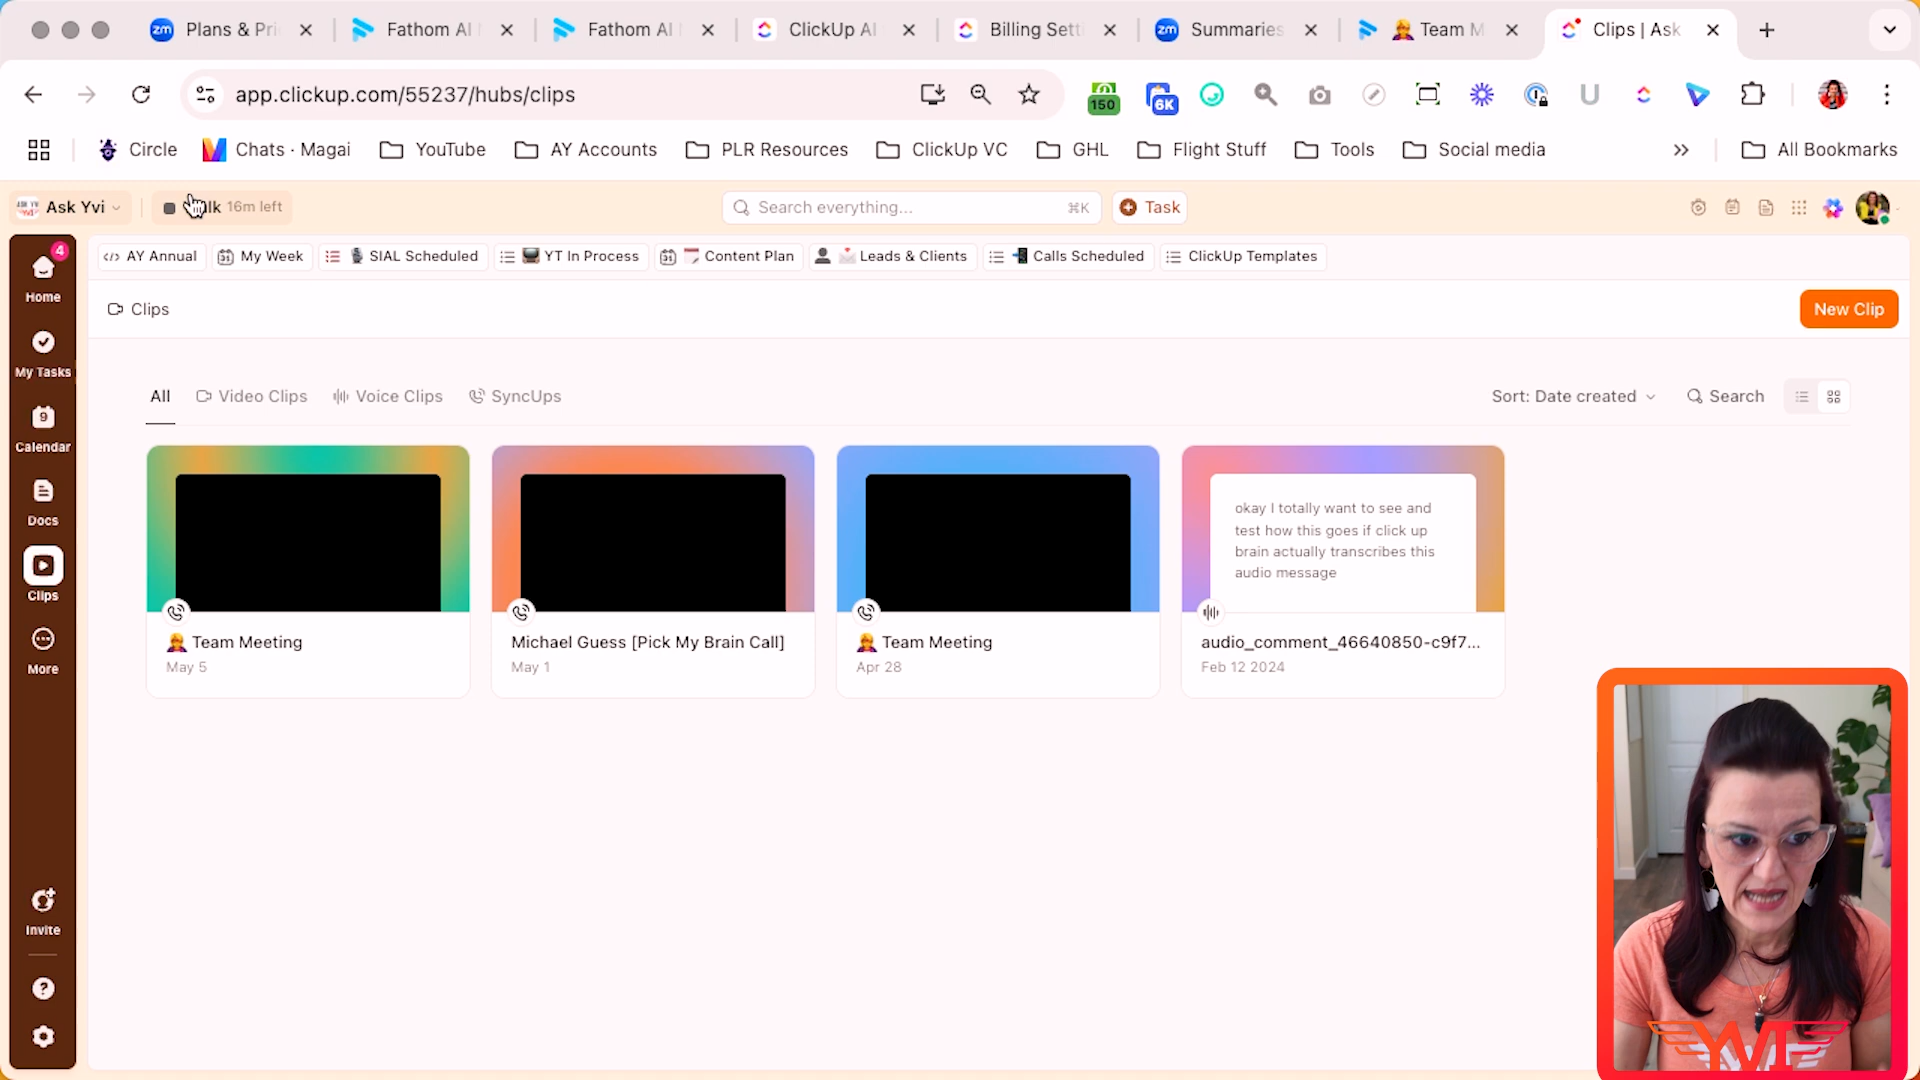 Plans & Pri
Fathom AI
Fathom AI
ClickUp AI
Billing Sett
Summaries
Team M
Clips | Ask
app.clickup.com/55237/hubs/clips
150
6K
Circle
Chats · Magai
YouTube
AY Accounts
PLR Resources
ClickUp VC
GHL
Flight Stuff
Tools
Social media
All Bookmarks
Ask Yvi
16m left
Search everything...
⌘K
Task
4
Home
My Tasks
9
Calendar
Docs
Clips
More
Invite
AY Annual
My Week
SIAL Scheduled
YT In Process
Content Plan
Leads & Clients
Calls Scheduled
ClickUp Templates
Clips
New Clip
All
Video Clips
Voice Clips
SyncUps
Sort: Date created
Search
okay I totally want to see and
test how this goes if click up
brain actually transcribes this
audio message
Team Meeting
May 5
Michael Guess [Pick My Brain Call]
May 1
Team Meeting
Apr 28
audio_comment_46640850-c9f7...
Feb 12 2024
YVI